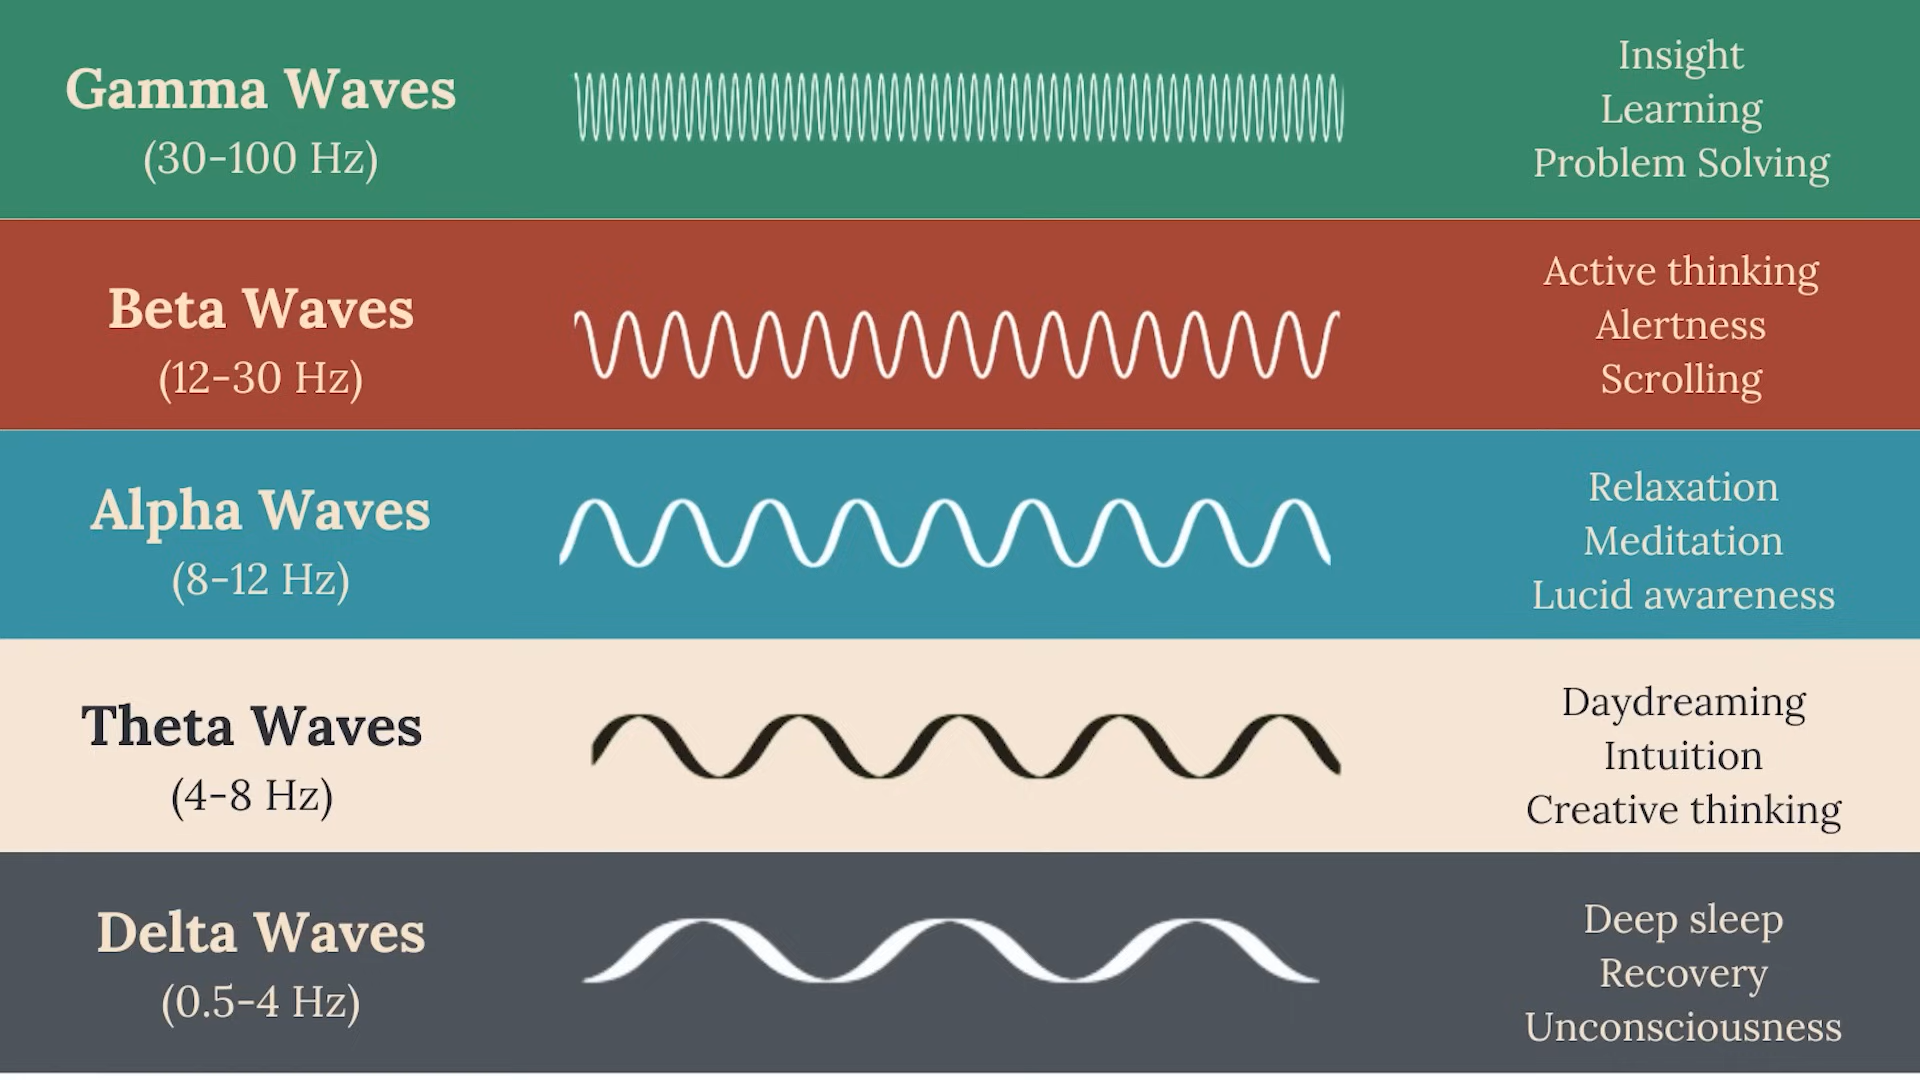 Gamma Waves
(30-100 Hz)
Insight
Learning
Problem Solving
Beta Waves
(12-30 Hz)
Active thinking
Alertness
Scrolling
Alpha Waves
(8-12 Hz)
Relaxation
Meditation
Lucid awareness
Theta Waves
(4-8 Hz)
Daydreaming
Intuition
Creative thinking
Delta Waves
(0.5-4 Hz)
Deep sleep
Recovery
Unconsciousness